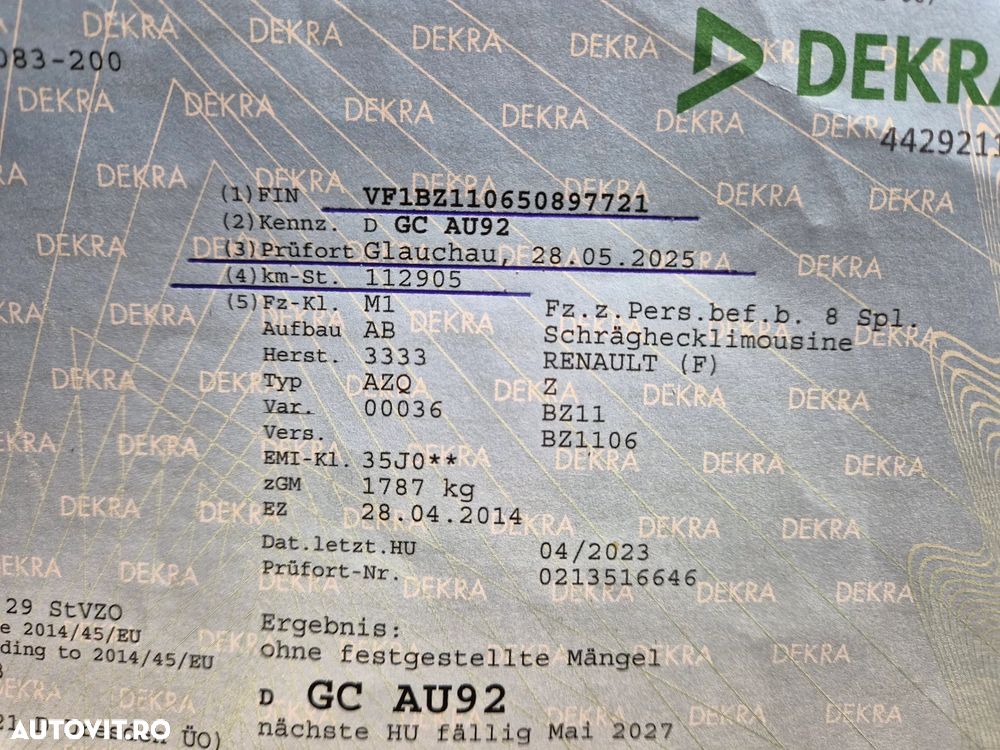 083-200
DEKRA
(1) FIN VF1BZ110650897721
(2) Kennz. D GC AU92
(3) Prüfort Glauchau, 28.05.2025
(4) km-St. 112905
(5) Fz-Kl. M1 Fz.z.Pers.bef.b. 8 Spl.
Aufbau AB Schräghecklimousine
Herst. 3333 RENAULT (F)
Typ AZQ Z
Var. 00036 BZ11
Vers. BZ1106
EMI-Kl. 35J0**
zGM 1787 kg
EZ 28.04.2014
Dat.letzt.HU 04/2023
Prüfort-Nr. 0213516646
29 StVZO
e 2014/45/EU
ding to 2014/45/EU
Ergebnis:
ohne festgestellte Mängel
D GC AU92
nächste HU fällig Mai 2027
ÜO)
AUTOVIT.RO